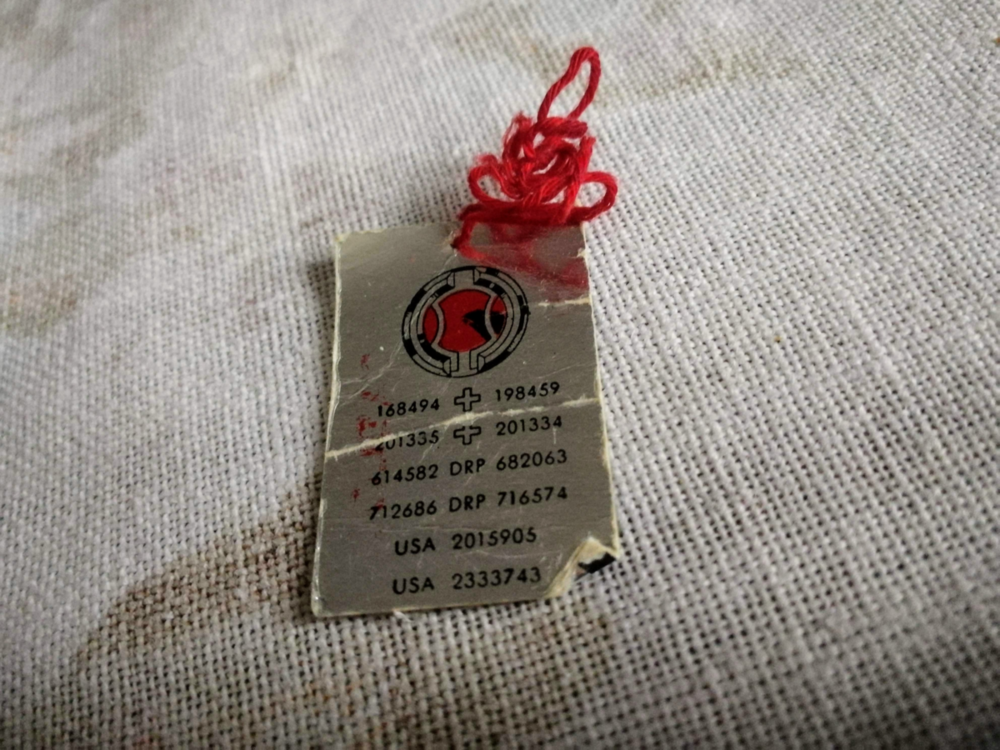 168494 ✚ 198459
201335 ✚ 201334
614582 DRP 682063
712686 DRP 716574
USA 2015905
USA 2333743